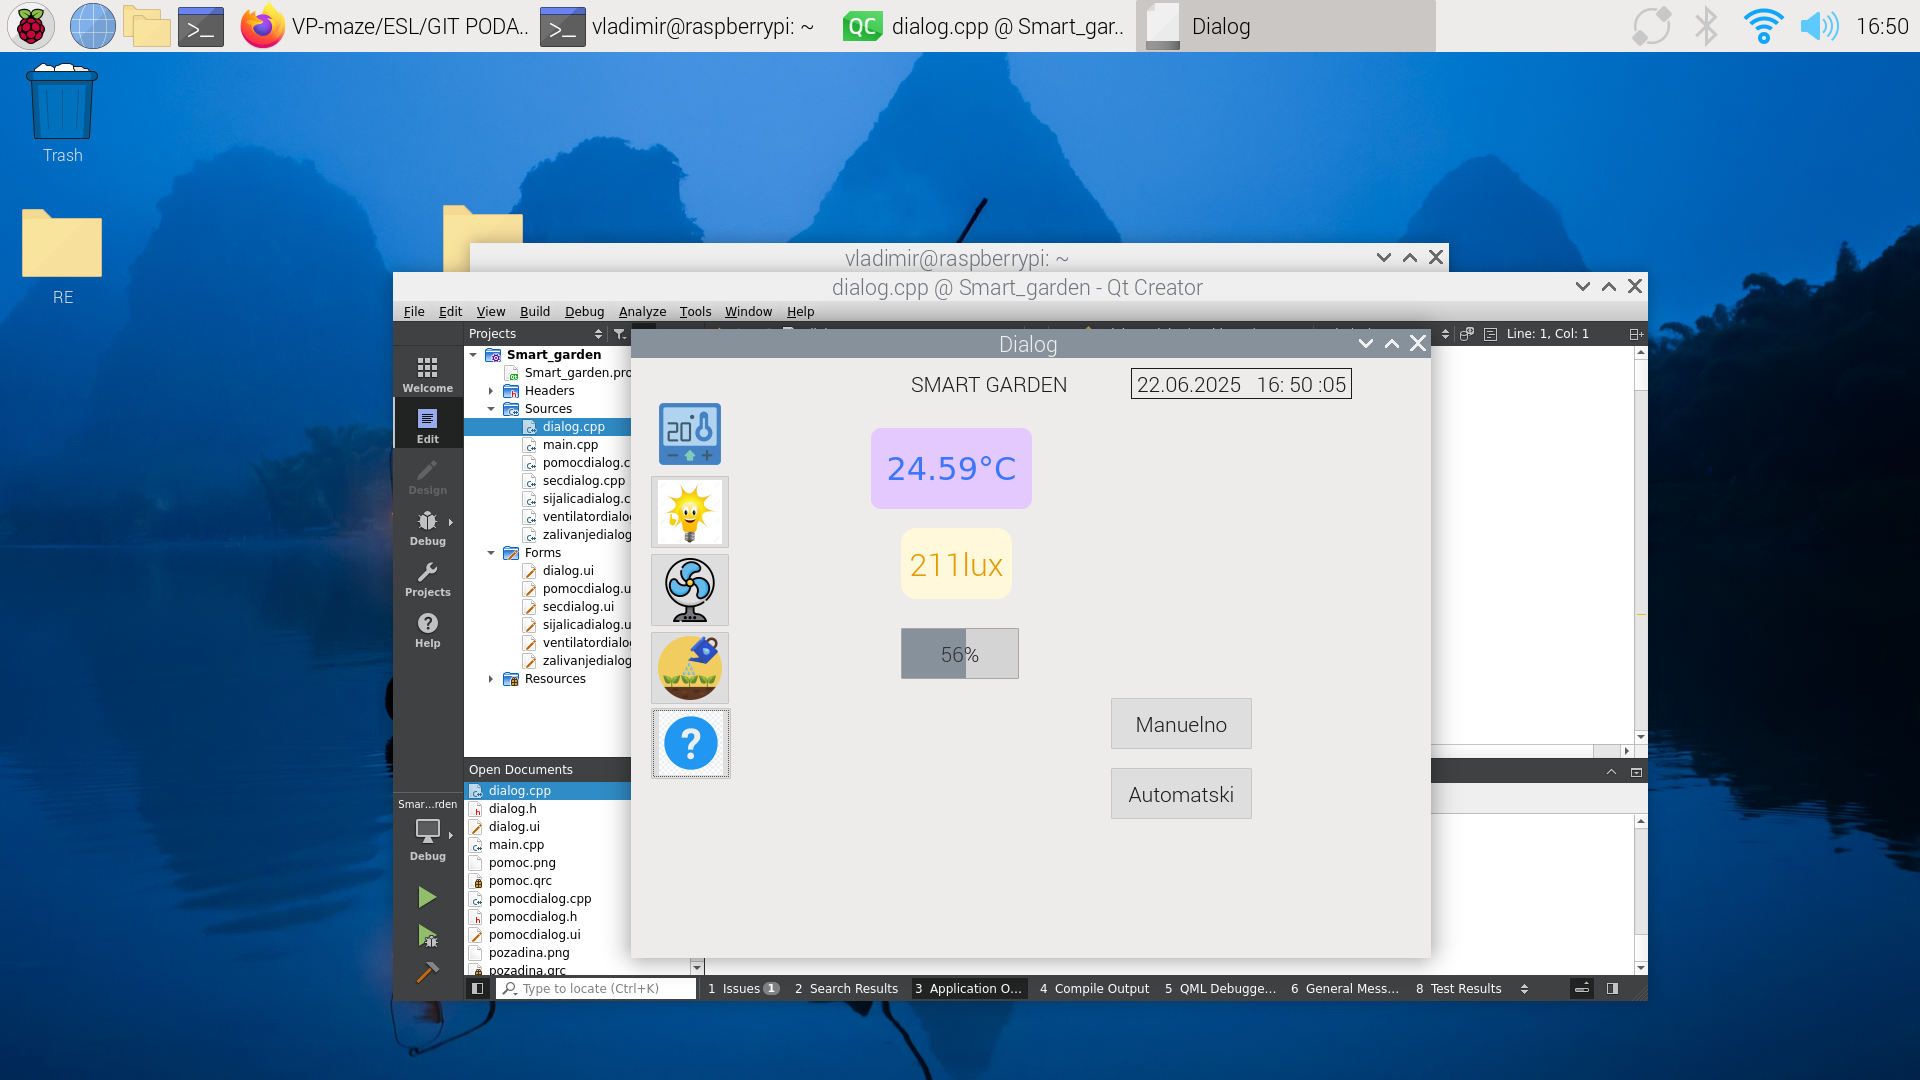 VP-maze/ESL/GIT PODA..
vladimir@raspberrypi: ~
QC
dialog.cpp @ Smart_gar..
Dialog
16:50
Trash
RE
vladimir@raspberrypi: ~
dialog.cpp @ Smart_garden - Qt Creator
File Edit View Build Debug Analyze Tools Window Help
Projects
Line: 1, Col: 1
Dialog
Welcome
Edit
Design
Debug
Projects
Help
Smar...rden
Debug
Smart_garden
Smart_garden.pro
Headers
Sources
dialog.cpp
main.cpp
pomocdialog.c
secdialog.cpp
sijalicadialog.c
ventilatordialo
zalivanjedialog
Forms
dialog.ui
pomocdialog.u
secdialog.ui
sijalicadialog.u
ventilatordialo
zalivanjedialog
Resources
Open Documents
dialog.cpp
dialog.h
dialog.ui
main.cpp
pomoc.png
pomoc.qrc
pomocdialog.cpp
pomocdialog.h
pomocdialog.ui
pozadina.png
pozadina.qrc
SMART GARDEN
22.06.2025 16: 50 :05
20°
24.59°C
211lux
56%
?
Manuelno
Automatski
Type to locate (Ctrl+K)
1 Issues 1
2 Search Results
3 Application O...
4 Compile Output
5 QML Debugge...
6 General Mess...
8 Test Results